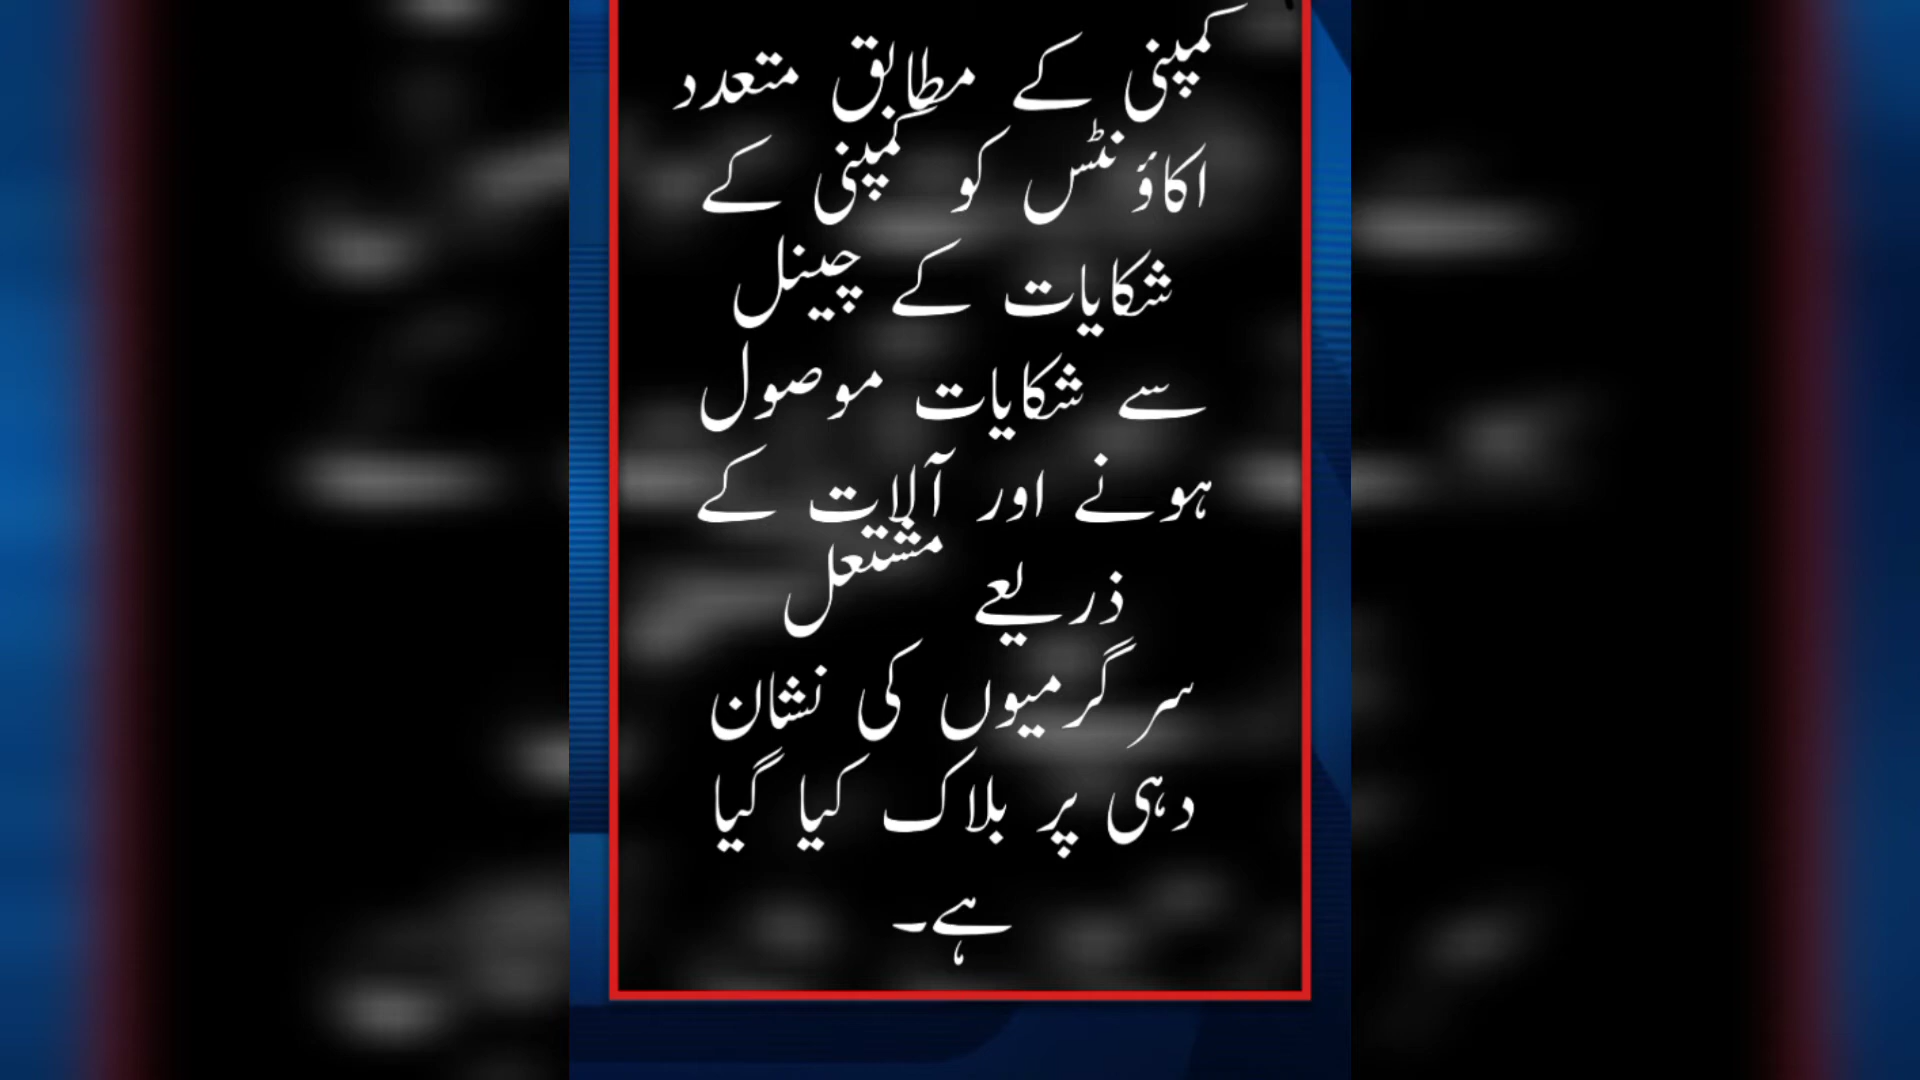 کمپنی کے مطابق متعدد
اکاؤنٹس کو کمپنی کے
شکایات کے چینل
سے شکایات موصول
ہونے اور آلات کے
ذریعے مشتعل
سرگرمیوں کی نشان
دہی پر بلاک کیا گیا
ہے۔